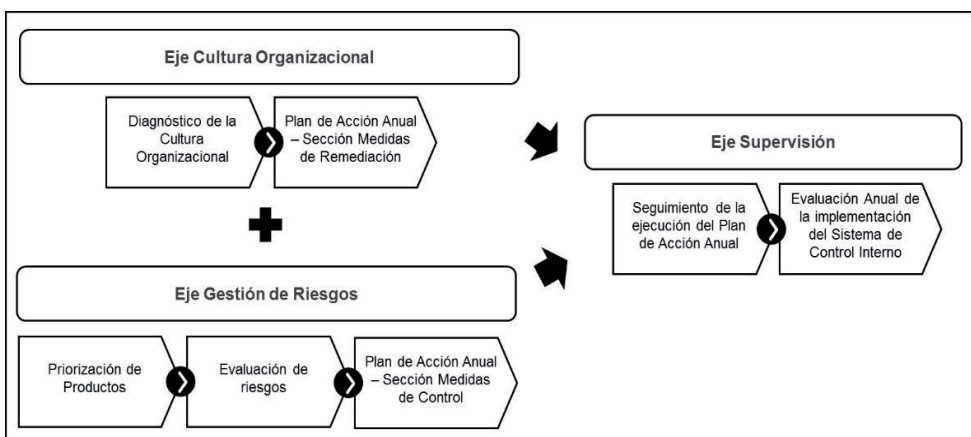 Eje Cultura Organizacional
Diagnóstico de la
Cultura
Organizacional
Plan de Acción Anual
– Sección Medidas
de Remediación
Eje Supervisión
Seguimiento de la
ejecución del Plan
de Acción Anual
Evaluación Anual de
la implementación
del Sistema de
Control Interno
Eje Gestión de Riesgos
Priorización de
Productos
Evaluación de
riesgos
Plan de Acción Anual
– Sección Medidas
de Control